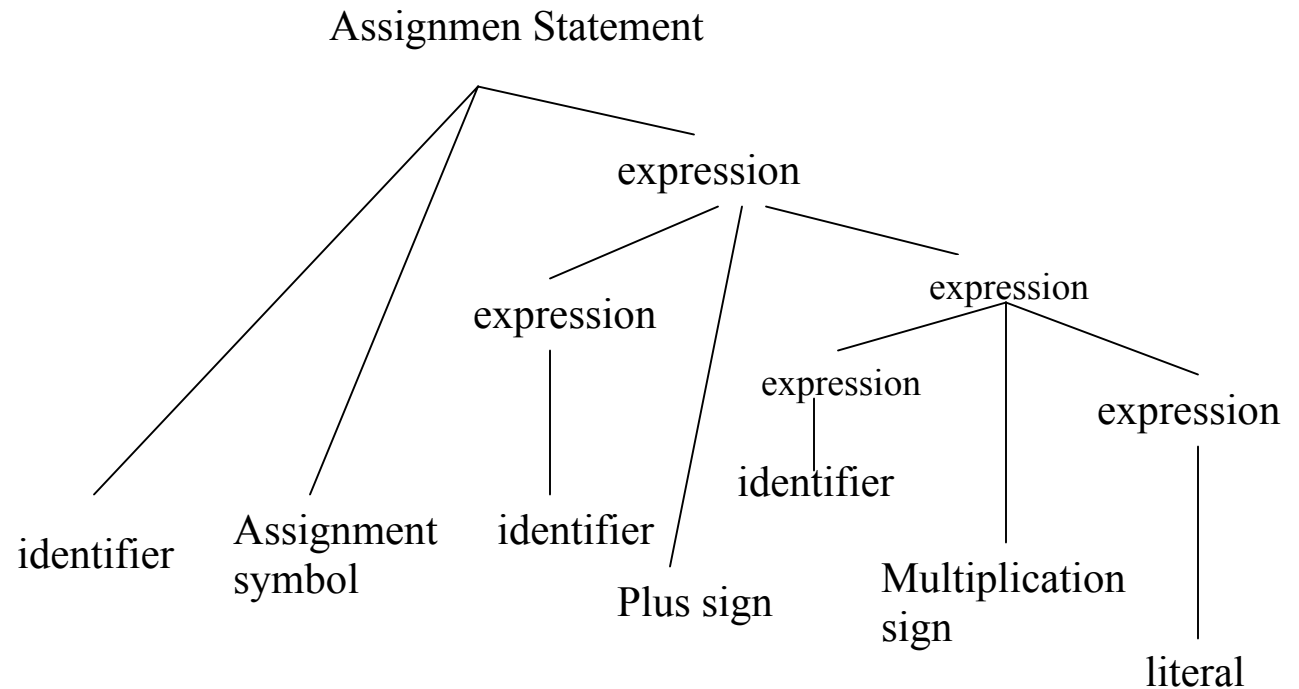 Assignmen Statement
expression
expression
expression
expression
expression
identifier
identifier
Assignment
symbol
identifier
Plus sign
Multiplication
sign
literal